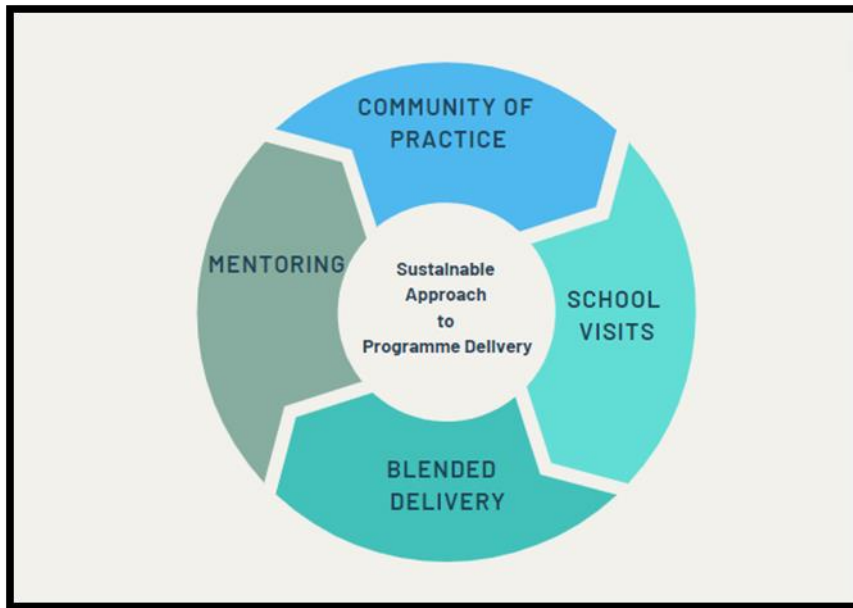 COMMUNITY OF
PRACTICE
MENTORING
Sustainable
Approach
to
Programme Delivery
SCHOOL
VISITS
BLENDED
DELIVERY